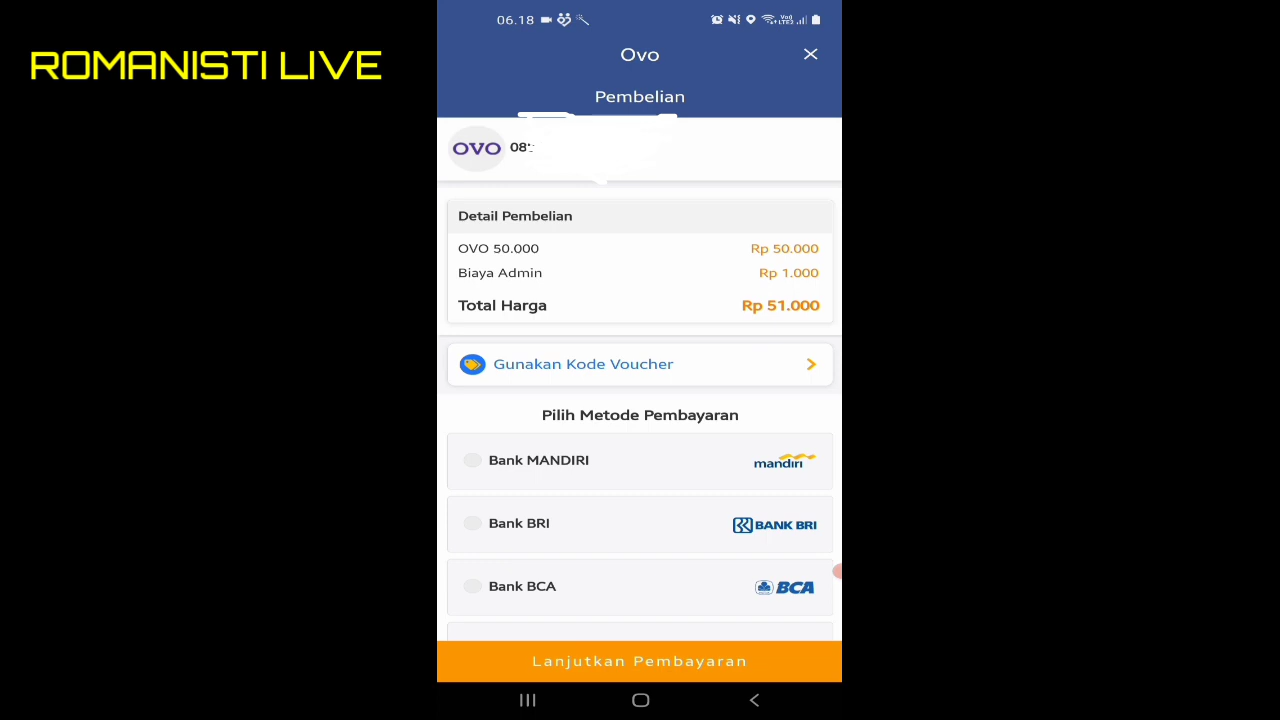 ROMANISTI LIVE
06.18
Ovo
Pembelian
OVO 08
Detail Pembelian
OVO 50.000 Rp 50.000
Biaya Admin Rp 1.000
Total Harga Rp 51.000
Gunakan Kode Voucher
Pilih Metode Pembayaran
Bank MANDIRI mandiri
Bank BRI BANK BRI
Bank BCA BCA
Lanjutkan Pembayaran